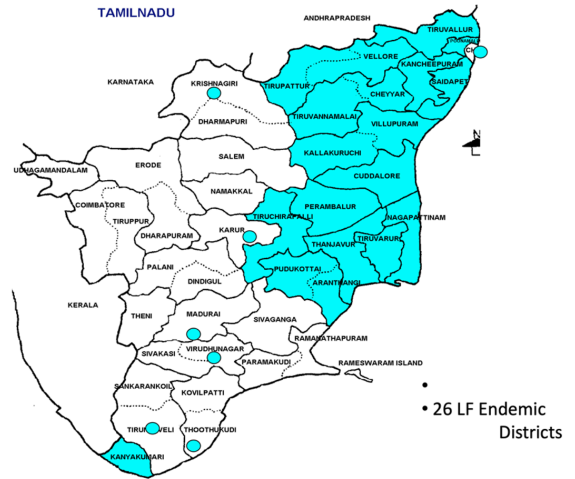 TAMILNADU
ANDHRAPRADESH
TIRUVALLUR
VELLORE
KANCHEEPURAM
KARNATAKA
KRISHNAGIRI
TIRUPATTUR
SAIDAPET
CHEYYAR
DHARMAPURI
TIRUVANNAMALAI
VILLUPURAM
N
KALLAKURUCHI
ERODE
SALEM
UDHAGAMANDALAM
CUDDALORE
NAMAKKAL
COIMBATORE
PERAMBALUR
TIRUCHIRAPALLI
NAGAPATTINAM
TIRUPPUR
KARUR
DHARAPURAM
THANJAVUR
TIRUVARUR
PALANI
PUDUKOTTAI
DINDIGUL
ARANTHANGI
KERALA
THENI
MADURAI
SIVAGANGA
RAMANATHAPURAM
VIRUDHUNAGAR
SIVAKASI
PARAMAKUDI
RAMESWARAM ISLAND
SANKARANKOIL
KOVILPATTI
THOOTHUKUDI
KANYAKUMARI
•
• 26 LF Endemic
Districts